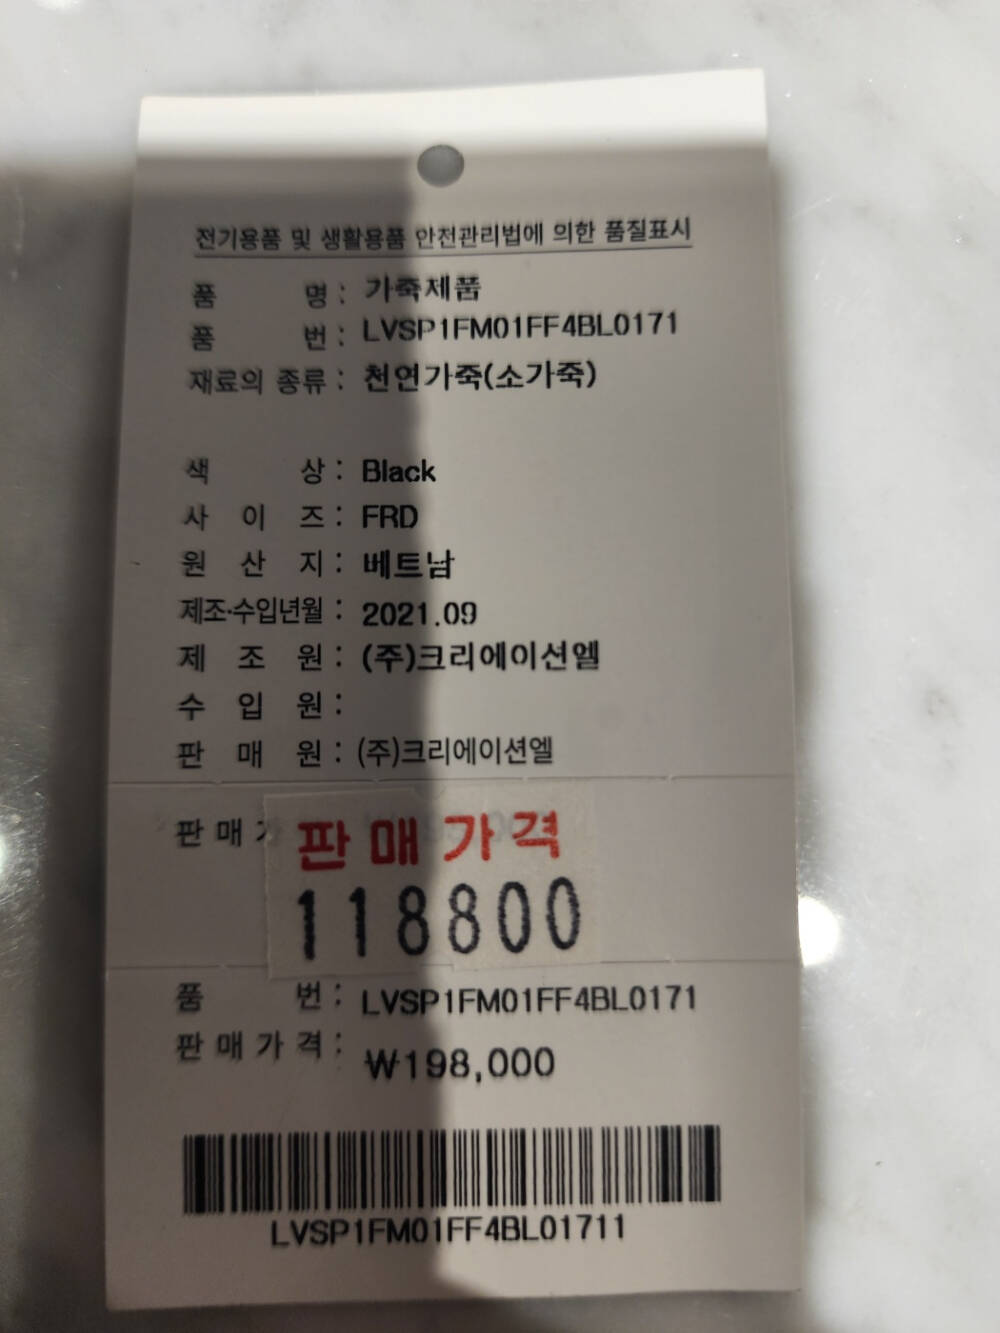 전기용품 및 생활용품 안전관리법에 의한 품질표시
품 명 : 가죽제품
품 번 : LVSP1FM01FF4BL0171
재료의 종류 : 천연가죽(소가죽)
색 상 : Black
사 이 즈 : FRD
원 산 지 : 베트남
제조·수입년월 : 2021.09
제 조 원 : (주)크리에이션엘
수 입 원 :
판 매 원 : (주)크리에이션엘
판 매
판매가격
118800
품 번 : LVSP1FM01FF4BL0171
판 매 가 격 : ₩198,000
LVSP1FM01FF4BL01711